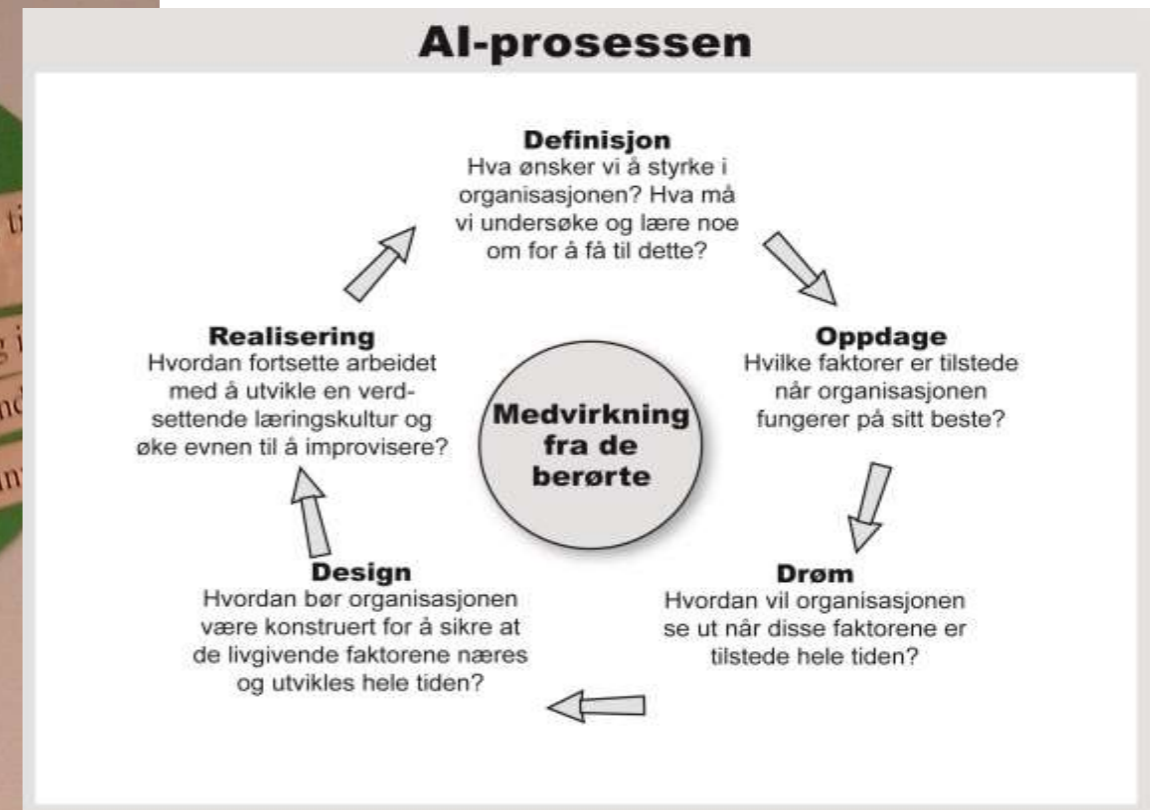 AI-prosessen
Definisjon
Hva ønsker vi å styrke i
organisasjonen? Hva må
vi undersøke og lære noe
om for å få til dette?
Oppdage
Hvilke faktorer er tilstede
når organisasjonen
fungerer på sitt beste?
Drøm
Hvordan vil organisasjonen
se ut når disse faktorene er
tilstede hele tiden?
Design
Hvordan bør organisasjonen
være konstruert for å sikre at
de livgivende faktorene næres
og utvikles hele tiden?
Realisering
Hvordan fortsette arbeidet
med å utvikle en verd-
settende læringskultur og
øke evnen til å improvisere?
Medvirkning
fra de
berørte